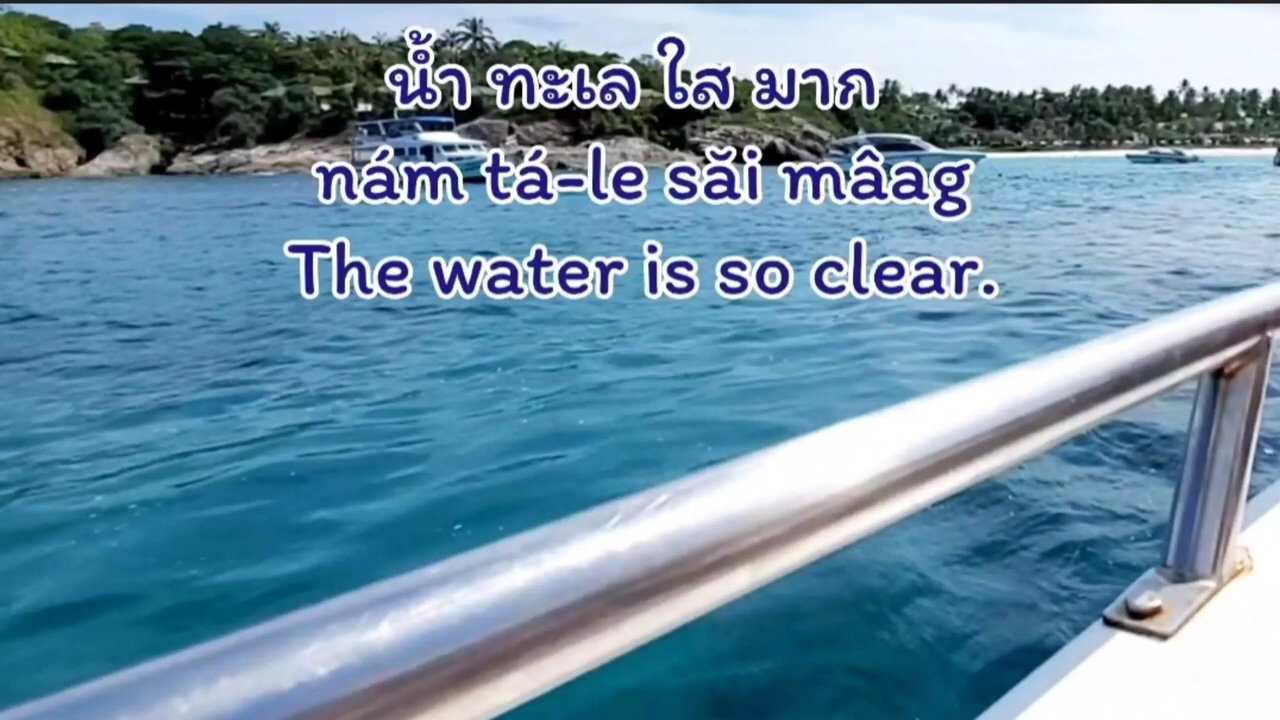 น้ำ ทะเล ใส มาก
nám tá-le săi mâag
The water is so clear.